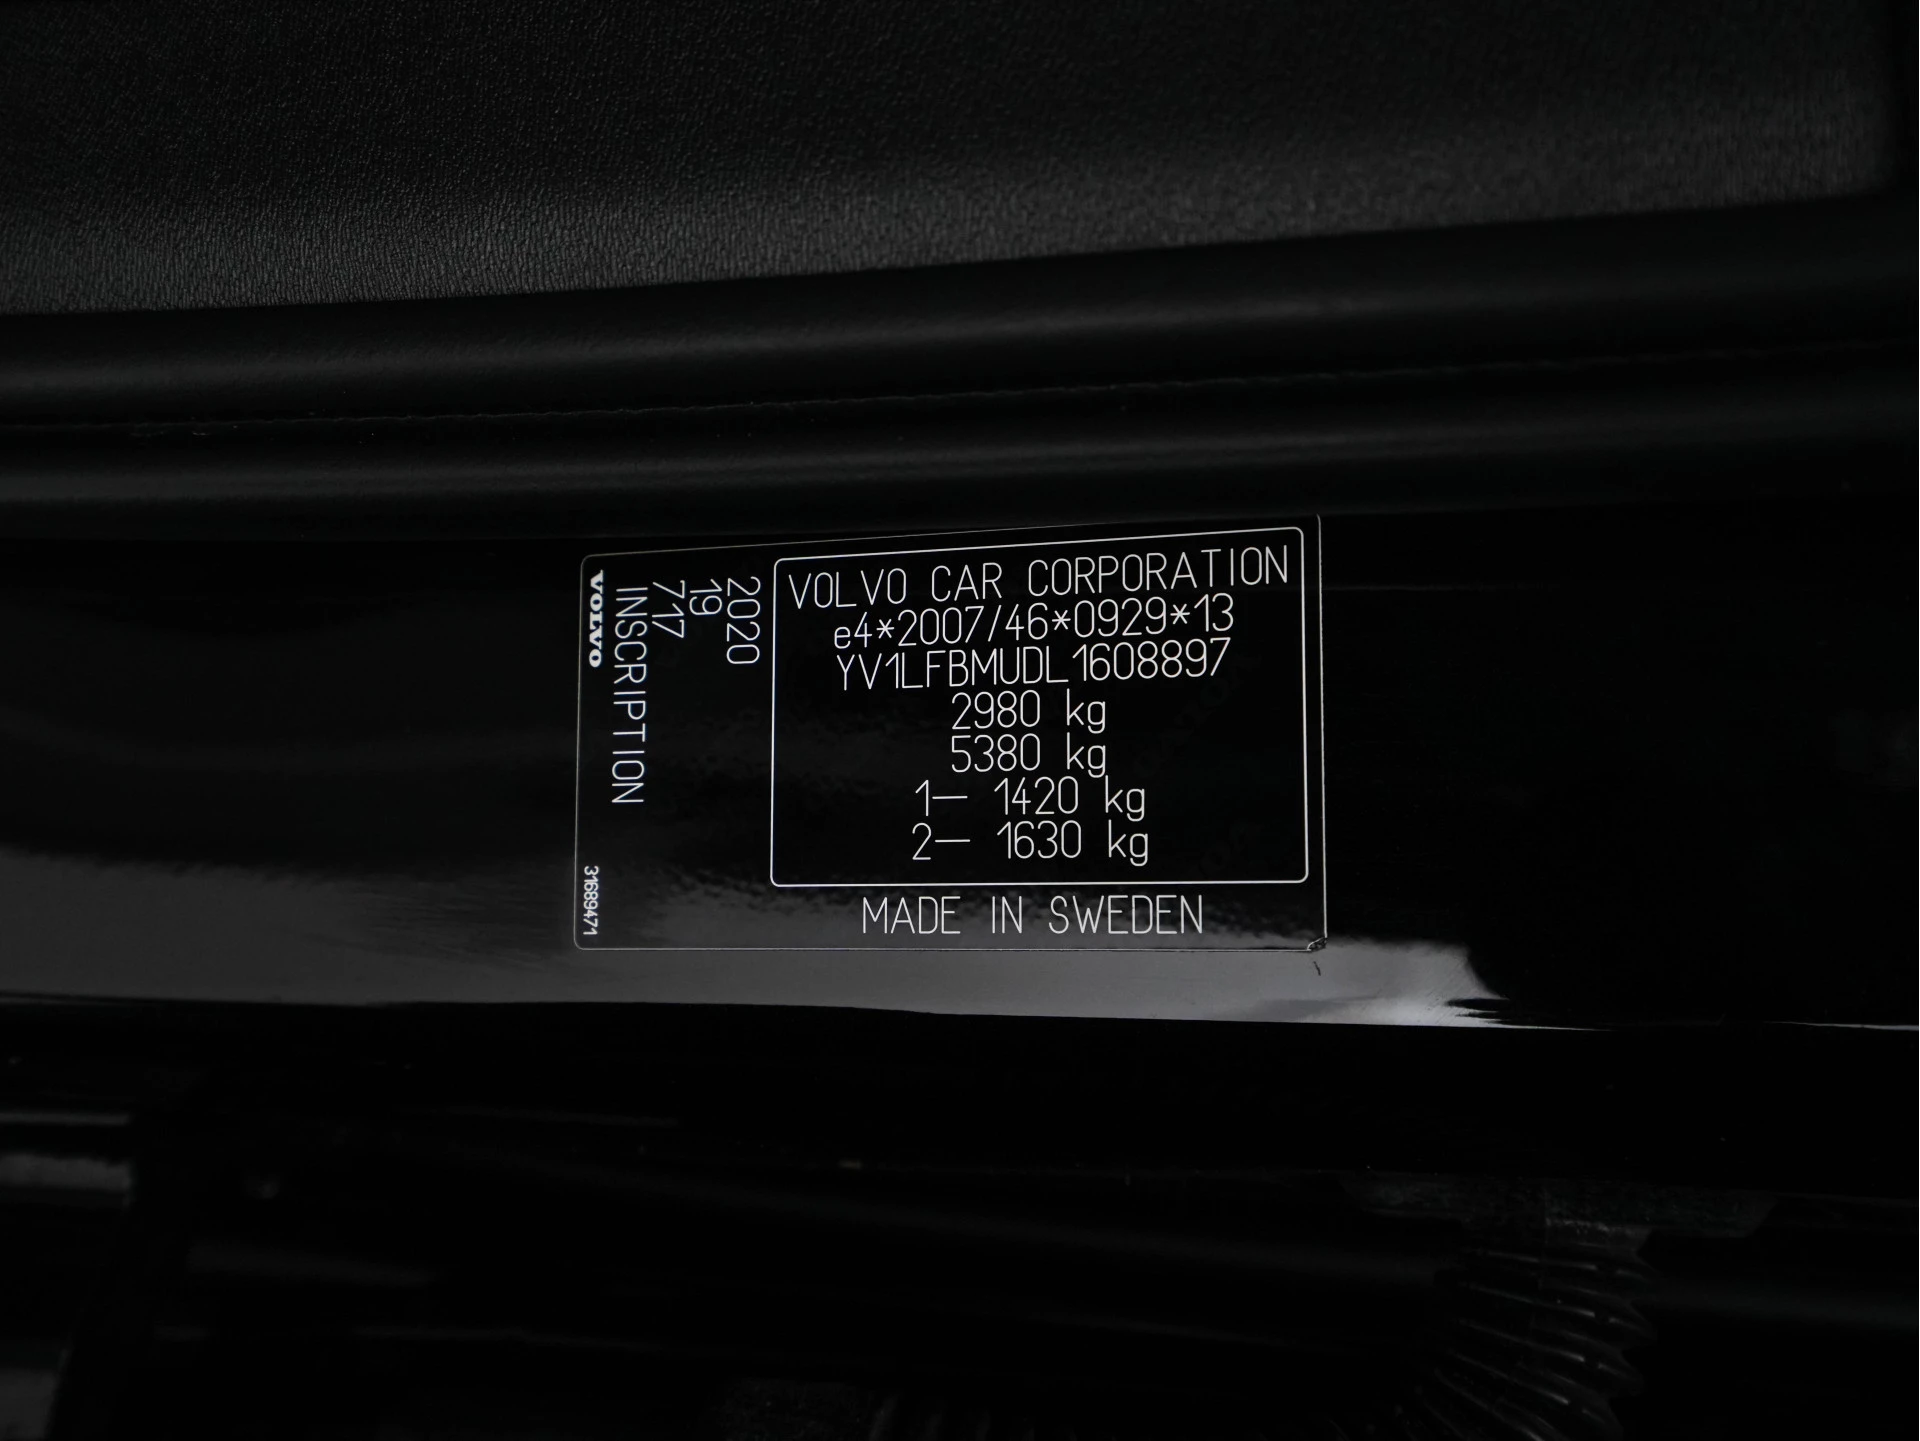 VOLVO CAR CORPORATION
e4*2007/46*0929*13
YV1LFBMUDL1608897
2980 kg
5380 kg
1— 1420 kg
2— 1630 kg
MADE IN SWEDEN
2020
19
717
INSCRIPTION
VOLVO
31689471